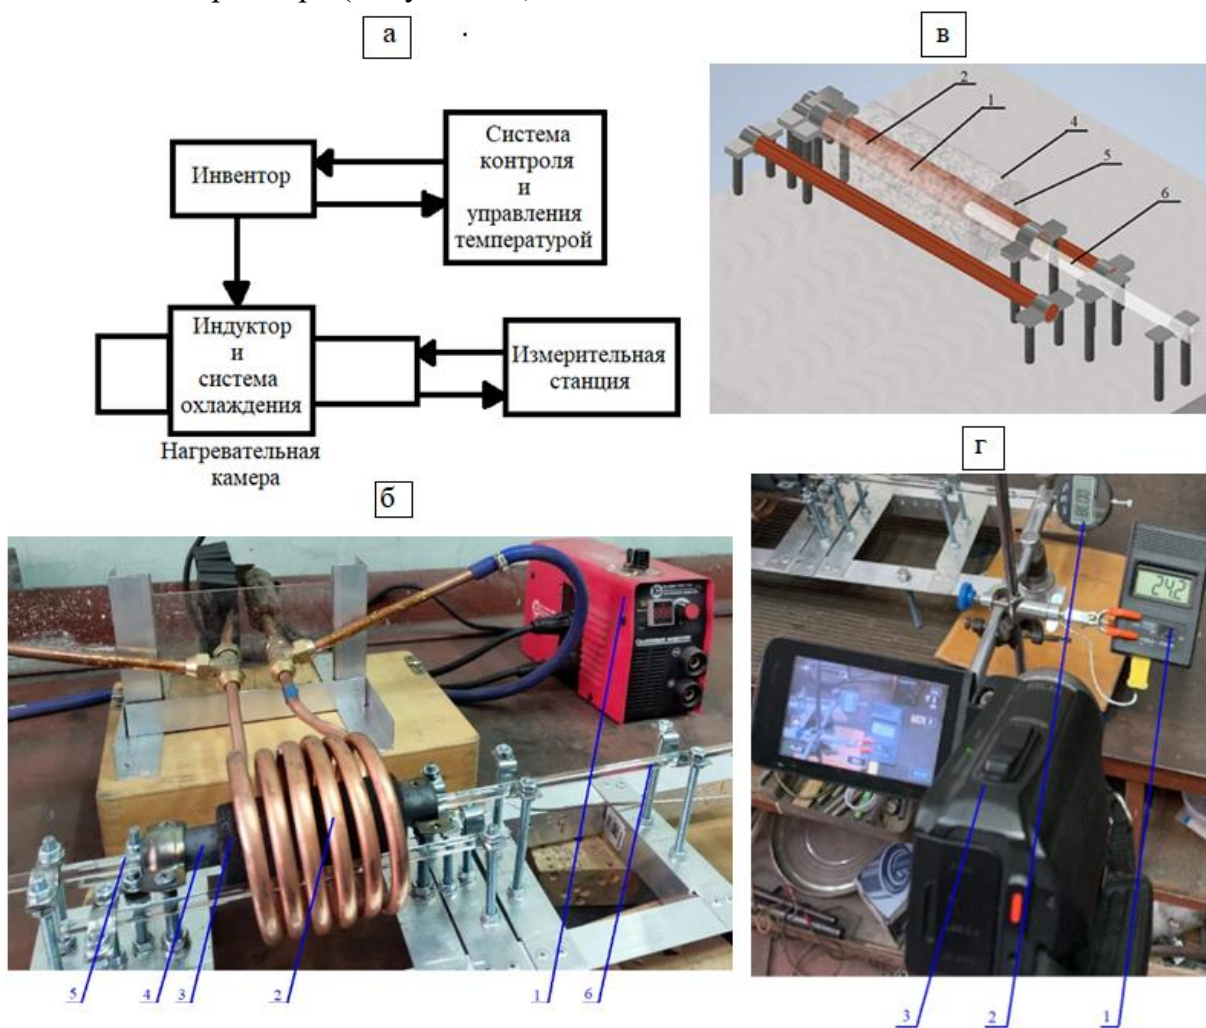 а
в
Инвентор
Система
контроля
и
управления
температурой
Индуктор
и
система
охлаждения
Измерительная
станция
Нагревательная
камера
2
1
4
5
6
б
г
24.2
5
4
3
2
1
6
3
2
1